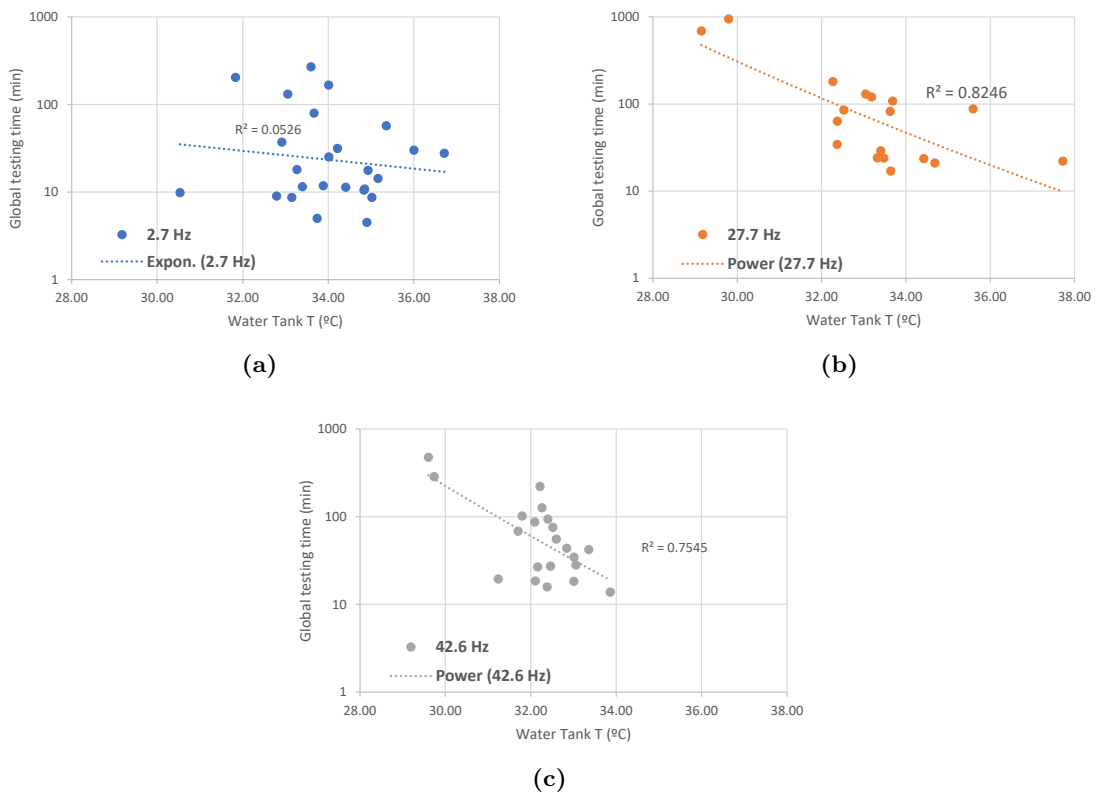 1000
100
10
1
Global testing time (min)
R² = 0.0526
2.7 Hz
Expon. (2.7 Hz)
28.00 30.00 32.00 34.00 36.00 38.00
Water Tank T (ºC)
(a)
1000
100
10
1
Gobal testing time (min)
R² = 0.8246
27.7 Hz
Power (27.7 Hz)
28.00 30.00 32.00 34.00 36.00 38.00
Water Tank T (ºC)
(b)
1000
100
10
1
Global testing time (min)
R² = 0.7545
42.6 Hz
Power (42.6 Hz)
28.00 30.00 32.00 34.00 36.00 38.00
Water Tank T (ºC)
(c)